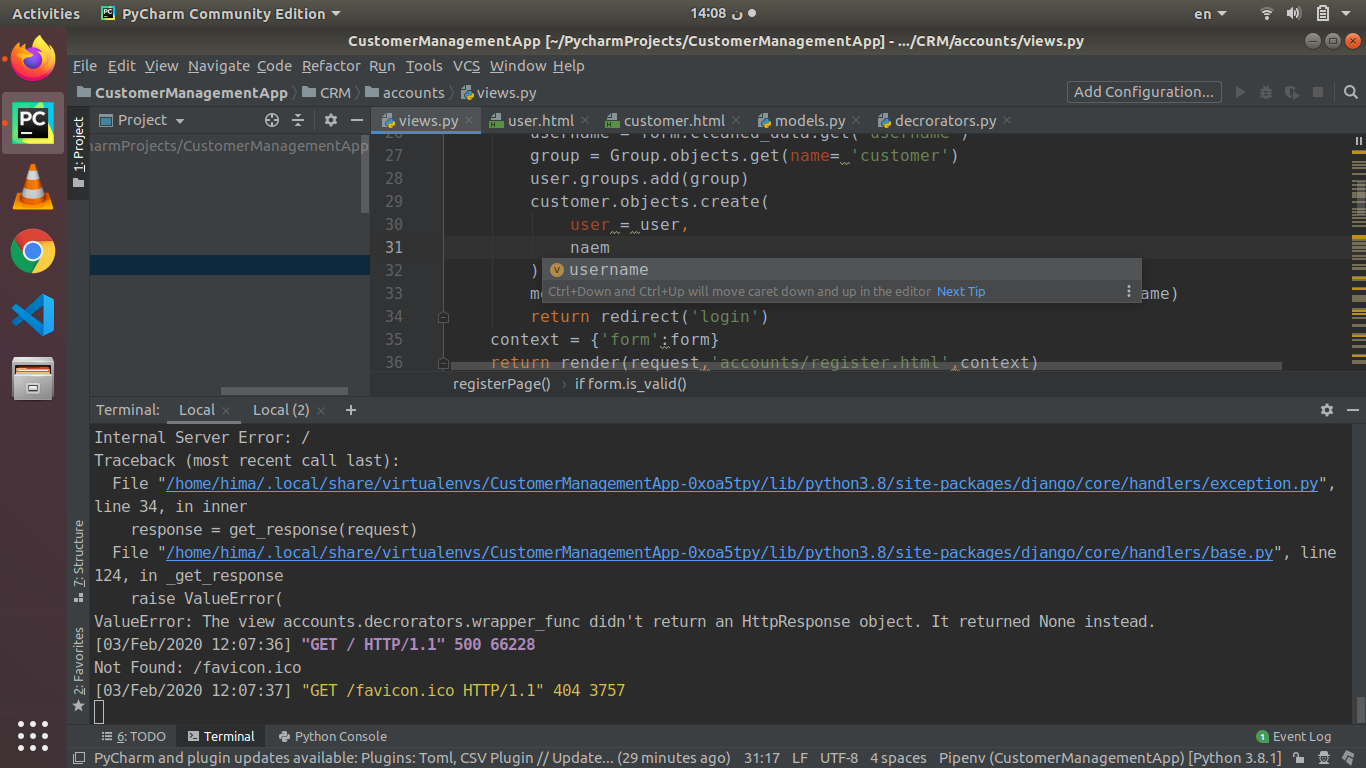 Activities PyCharm Community Edition 14:08 ن en
CustomerManagementApp [~/PycharmProjects/CustomerManagementApp] - .../CRM/accounts/views.py
File Edit View Navigate Code Refactor Run Tools VCS Window Help
CustomerManagementApp CRM accounts views.py Add Configuration...
1: Project
Project
views.py user.html customer.html models.py decrorators.py
harmProjects/CustomerManagementApp
26 username = form.cleaned_data.get('username')
27 group = Group.objects.get(name= 'customer')
28 user.groups.add(group)
29 customer.objects.create(
30 user = user,
31 naem
V username
32 )
Ctrl+Down and Ctrl+Up will move caret down and up in the editor Next Tip
33 me ame)
34 return redirect('login')
35 context = {'form':form}
36 return render(request,'accounts/register.html',context)
registerPage() › if form.is_valid()
Terminal: Local Local (2) +
Internal Server Error: /
Traceback (most recent call last):
File "/home/hima/.local/share/virtualenvs/CustomerManagementApp-0xoa5tpy/lib/python3.8/site-packages/django/core/handlers/exception.py",
line 34, in inner
response = get_response(request)
File "/home/hima/.local/share/virtualenvs/CustomerManagementApp-0xoa5tpy/lib/python3.8/site-packages/django/core/handlers/base.py", line
124, in _get_response
raise ValueError(
ValueError: The view accounts.decrorators.wrapper_func didn't return an HttpResponse object. It returned None instead.
[03/Feb/2020 12:07:36] "GET / HTTP/1.1" 500 66228
Not Found: /favicon.ico
[03/Feb/2020 12:07:37] "GET /favicon.ico HTTP/1.1" 404 3757
7: Structure
2: Favorites
6: TODO Terminal Python Console 1 Event Log
PyCharm and plugin updates available: Plugins: Toml, CSV Plugin // Update... (29 minutes ago) 31:17 LF UTF-8 4 spaces Pipenv (CustomerManagementApp) [Python 3.8.1]